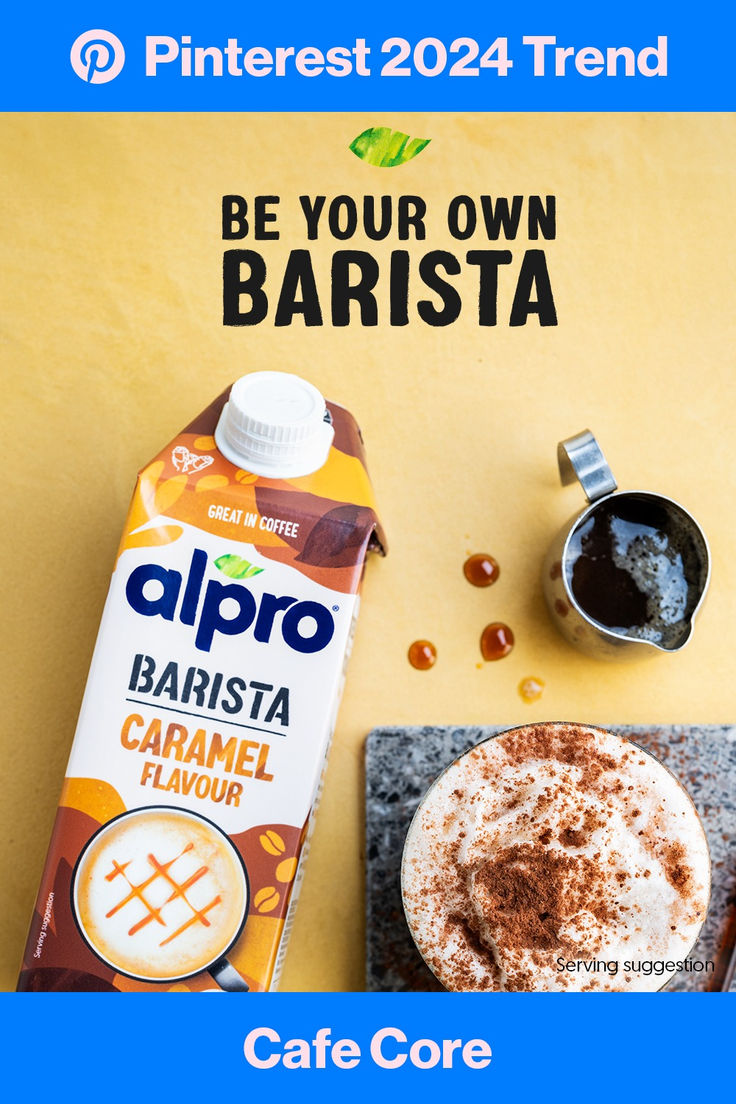 Pinterest 2024 Trend
BE YOUR OWN
BARISTA
GREAT IN COFFEE
alpro®
BARISTA
CARAMEL
FLAVOUR
Serving suggestion
Serving suggestion
Cafe Core